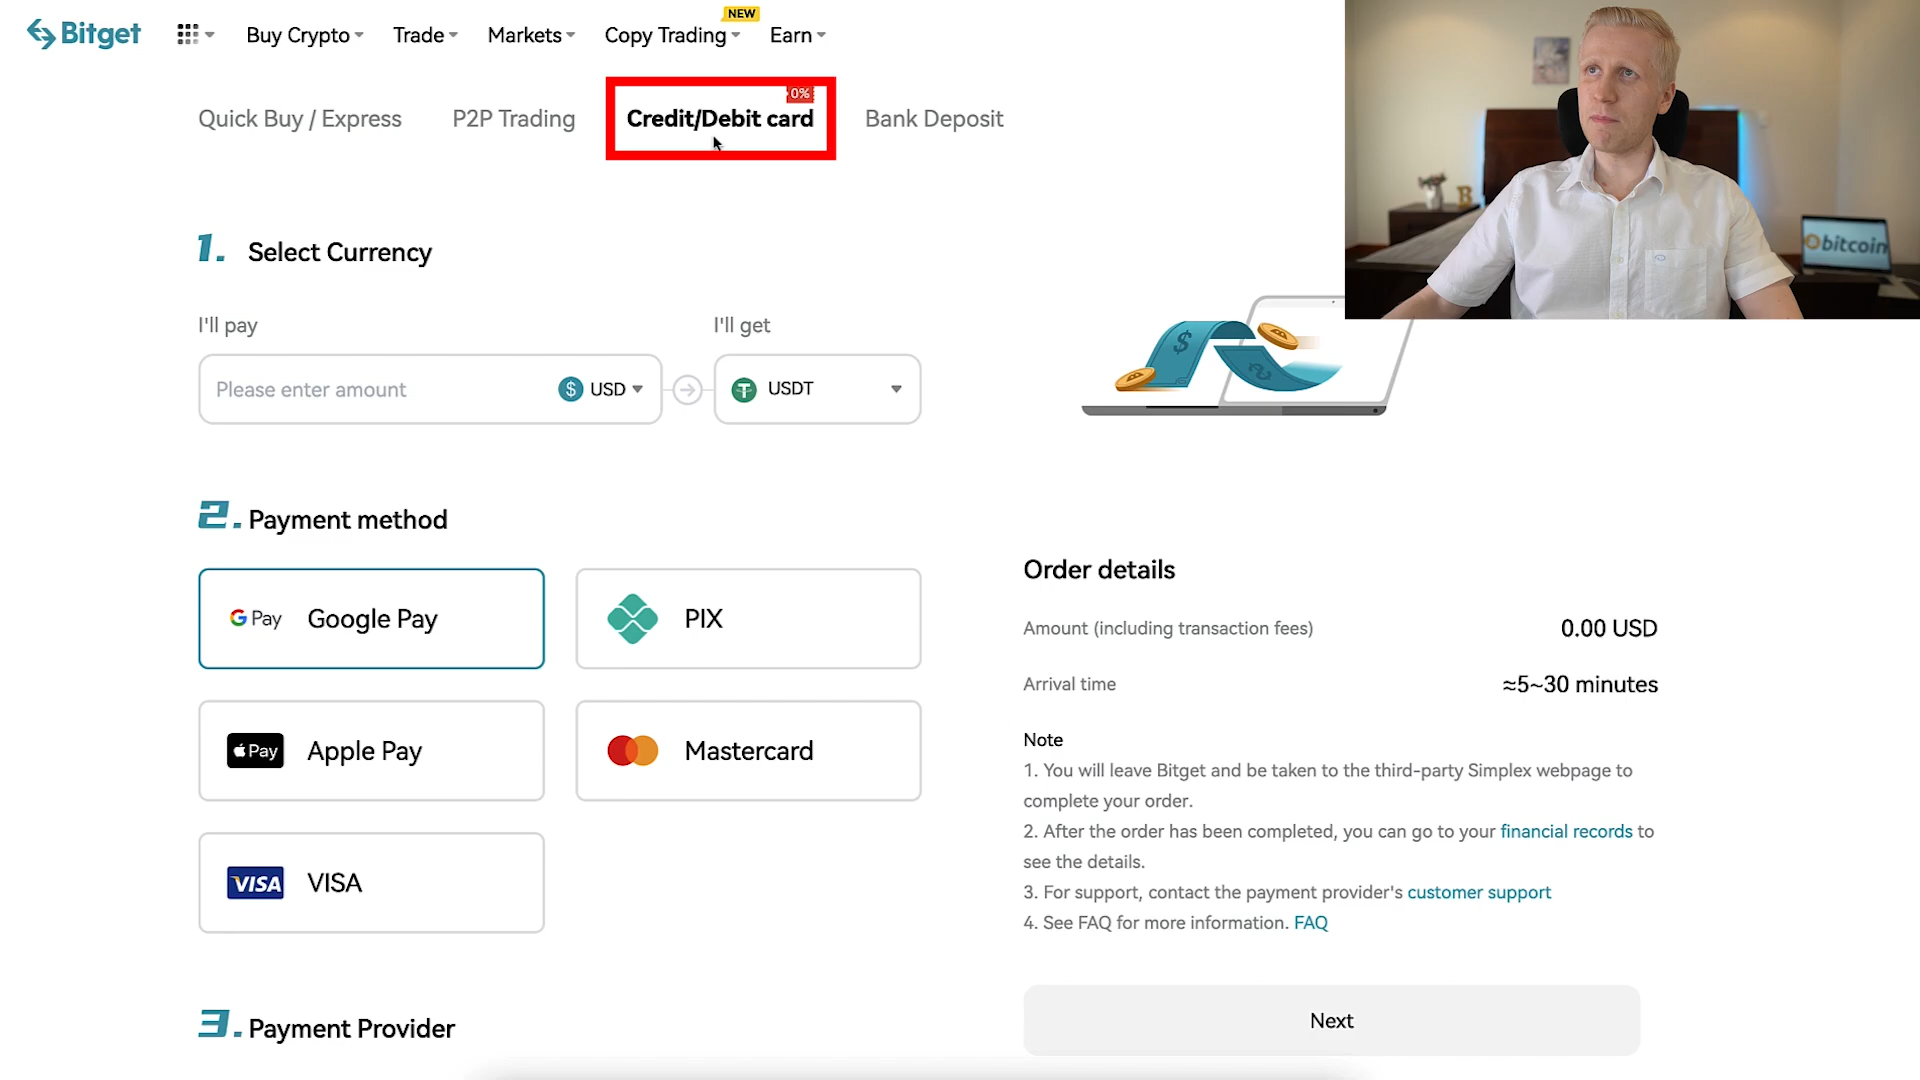 Bitget
Buy Crypto
Trade
Markets
Copy Trading
NEW
Earn
Quick Buy / Express
P2P Trading
Credit/Debit card
0%
Bank Deposit
bitcoin
1. Select Currency
I'll pay
I'll get
Please enter amount
$ USD
USDT
2. Payment method
G Pay Google Pay
PIX
Pay Apple Pay
Mastercard
VISA VISA
3. Payment Provider
Order details
Amount (including transaction fees)
0.00 USD
Arrival time
≈5~30 minutes
Note
1. You will leave Bitget and be taken to the third-party Simplex webpage to
complete your order.
2. After the order has been completed, you can go to your financial records to
see the details.
3. For support, contact the payment provider's customer support
4. See FAQ for more information. FAQ
Next